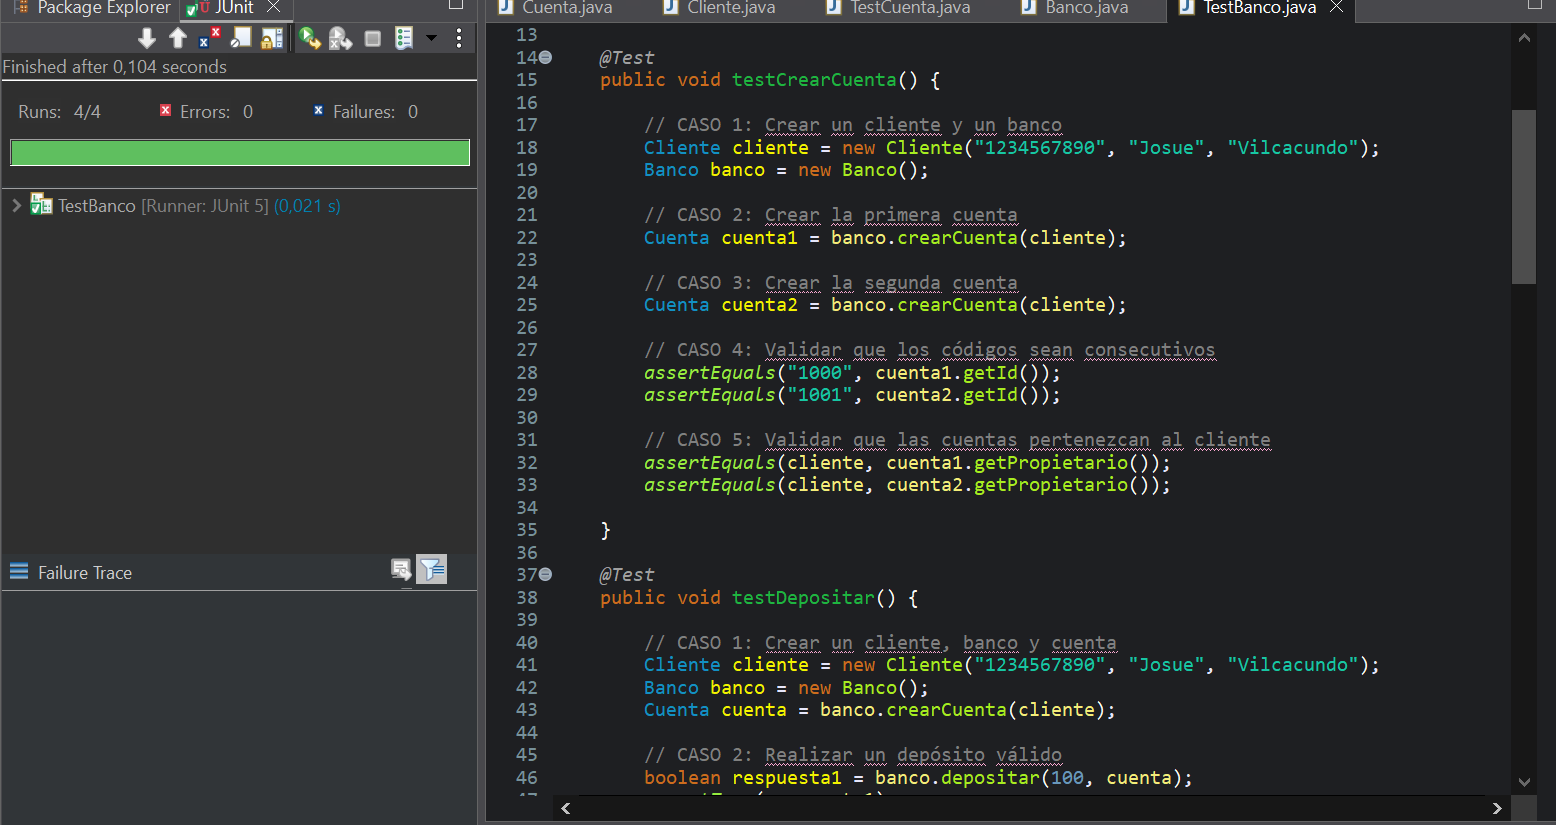 Package Explorer JUnit
Finished after 0,104 seconds
Runs: 4/4 Errors: 0 Failures: 0
TestBanco [Runner: JUnit 5] (0,021 s)
Failure Trace
Cuenta.java Cliente.java TestCuenta.java Banco.java TestBanco.java
13
14 @Test
15 public void testCrearCuenta() {
16
17 // CASO 1: Crear un cliente y un banco
18 Cliente cliente = new Cliente("1234567890", "Josue", "Vilcacundo");
19 Banco banco = new Banco();
20
21 // CASO 2: Crear la primera cuenta
22 Cuenta cuenta1 = banco.crearCuenta(cliente);
23
24 // CASO 3: Crear la segunda cuenta
25 Cuenta cuenta2 = banco.crearCuenta(cliente);
26
27 // CASO 4: Validar que los códigos sean consecutivos
28 assertEquals("1000", cuenta1.getId());
29 assertEquals("1001", cuenta2.getId());
30
31 // CASO 5: Validar que las cuentas pertenezcan al cliente
32 assertEquals(cliente, cuenta1.getPropietario());
33 assertEquals(cliente, cuenta2.getPropietario());
34
35 }
36
37 @Test
38 public void testDepositar() {
39
40 // CASO 1: Crear un cliente, banco y cuenta
41 Cliente cliente = new Cliente("1234567890", "Josue", "Vilcacundo");
42 Banco banco = new Banco();
43 Cuenta cuenta = banco.crearCuenta(cliente);
44
45 // CASO 2: Realizar un depósito válido
46 boolean respuesta1 = banco.depositar(100, cuenta);